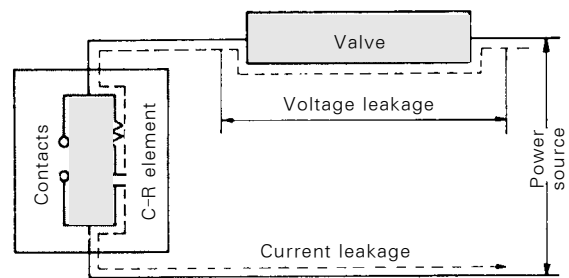 Valve
Voltage leakage
Contacts
C-R element
Power
source
Current leakage